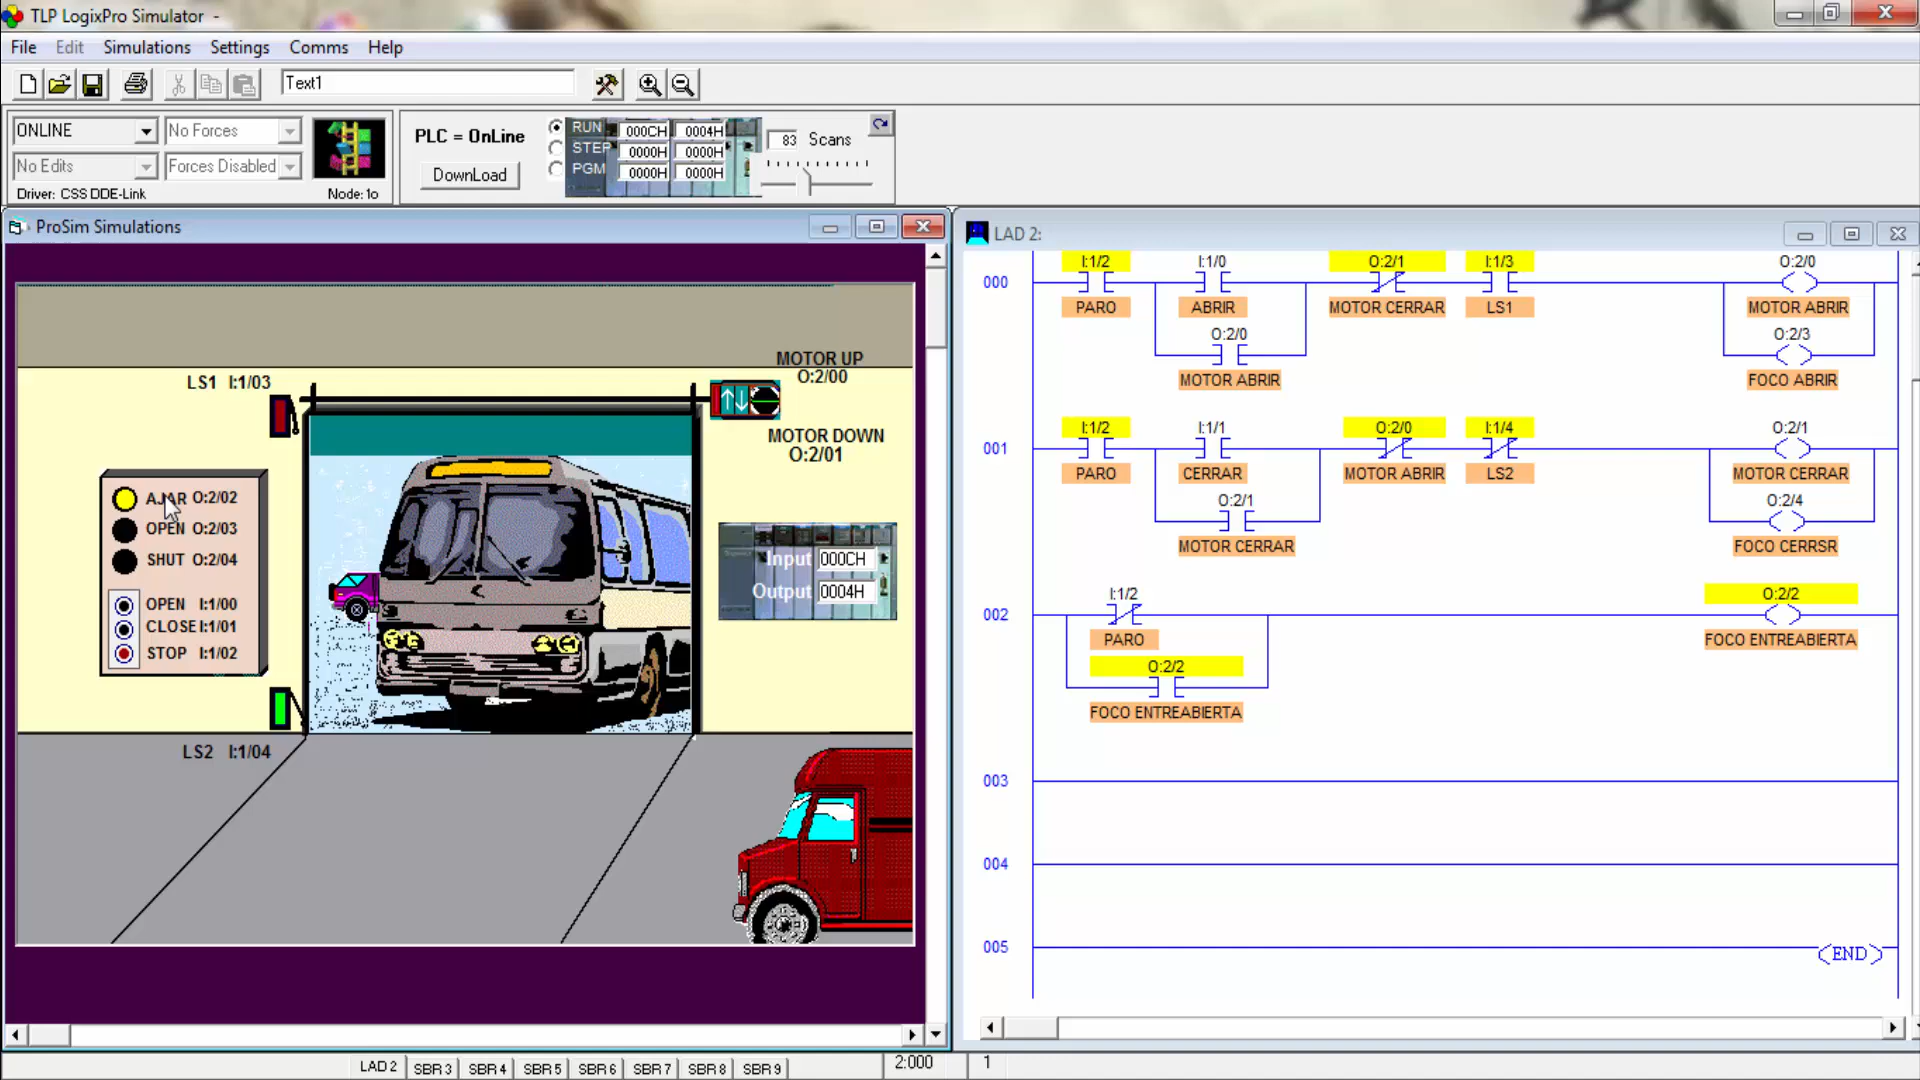 TLP LogixPro Simulator -
File Edit Simulations Settings Comms Help
Text1
ONLINE No Forces
No Edits Forces Disabled
Driver: CSS DDE-Link Node: 1o
PLC = OnLine
DownLoad
RUN 000CH 0004H
STEP 0000H 0000H
PGM 0000H 0000H
83 Scans
ProSim Simulations
LS1 I:1/03
MOTOR UP
O:2/00
MOTOR DOWN
O:2/01
AJAR O:2/02
OPEN O:2/03
SHUT O:2/04
OPEN I:1/00
CLOSE I:1/01
STOP I:1/02
LS2 I:1/04
Input 000CH
Output 0004H
LAD 2:
I:1/2 I:1/0 O:2/1 I:1/3 O:2/0
000
PARO ABRIR MOTOR CERRAR LS1 MOTOR ABRIR
O:2/0 O:2/3
MOTOR ABRIR FOCO ABRIR
I:1/2 I:1/1 O:2/0 I:1/4 O:2/1
001
PARO CERRAR MOTOR ABRIR LS2 MOTOR CERRAR
O:2/1 O:2/4
MOTOR CERRAR FOCO CERRSR
I:1/2 O:2/2
002
PARO FOCO ENTREABIERTA
O:2/2
FOCO ENTREABIERTA
003
004
005
END
LAD 2 SBR 3 SBR 4 SBR 5 SBR 6 SBR 7 SBR 8 SBR 9 2:000 1